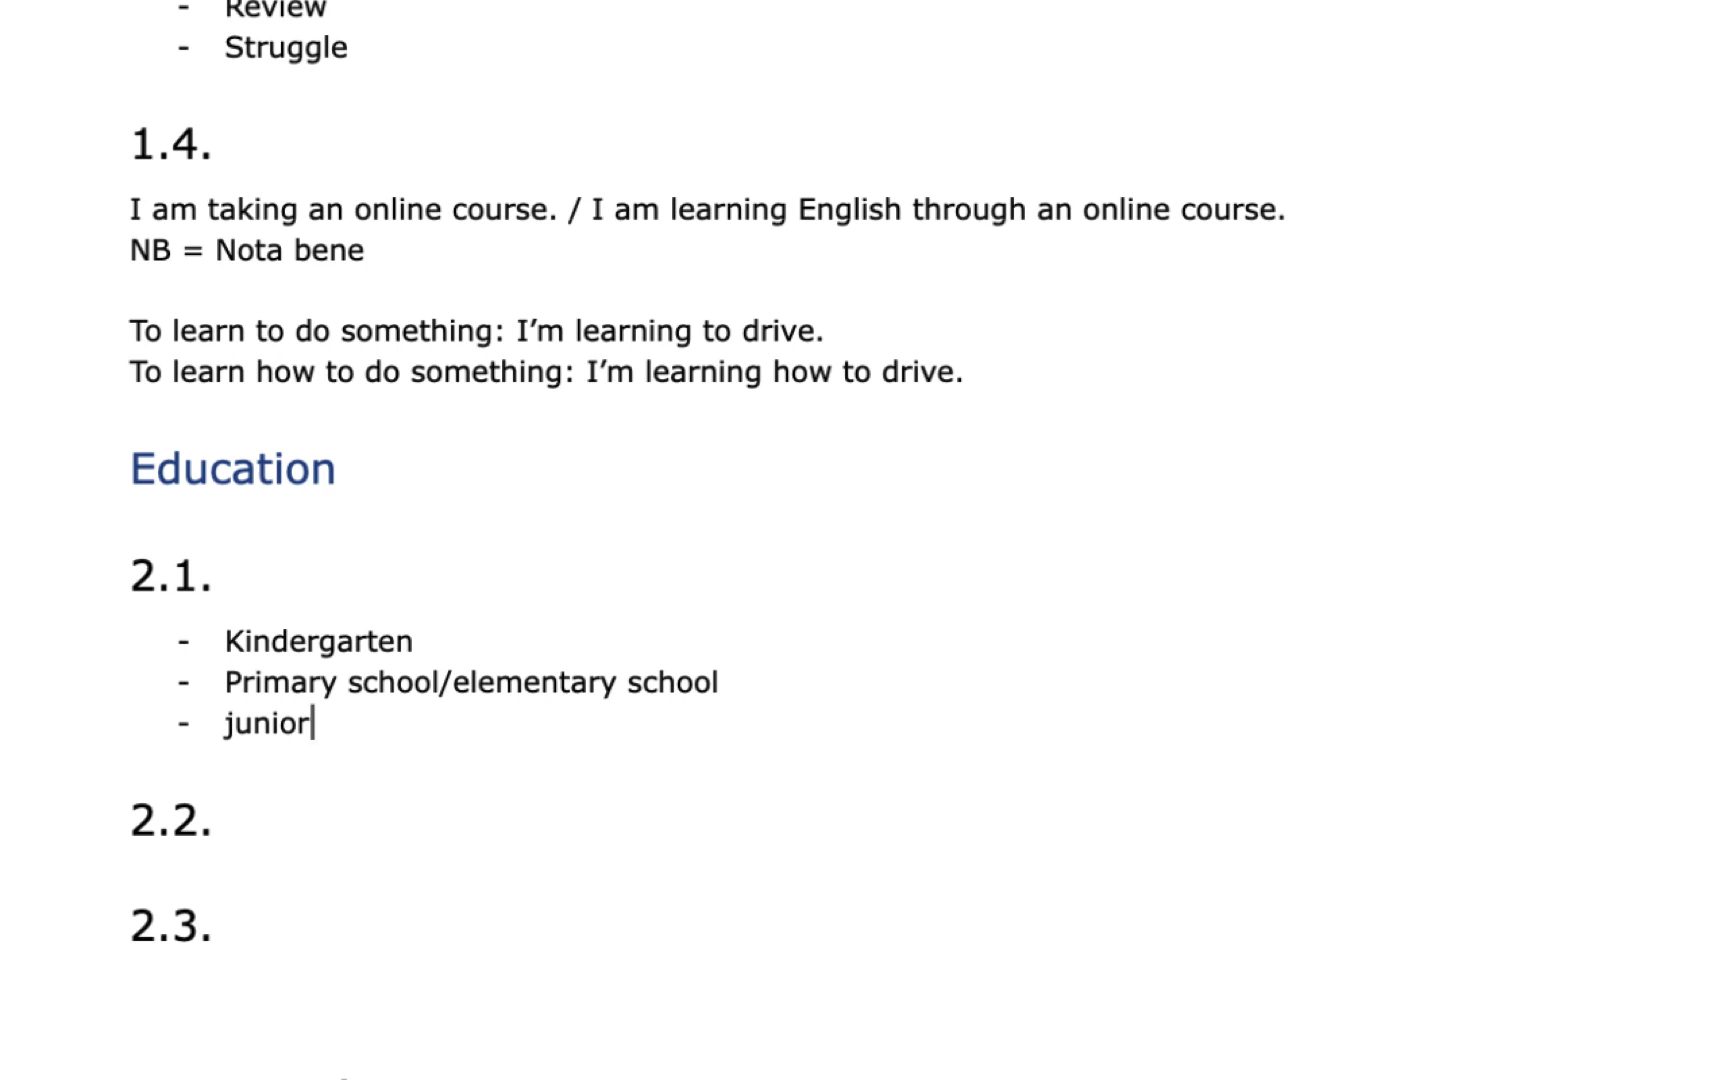 - Review
- Struggle
1.4.
I am taking an online course. / I am learning English through an online course.
NB = Nota bene
To learn to do something: I’m learning to drive.
To learn how to do something: I’m learning how to drive.
Education
2.1.
- Kindergarten
- Primary school/elementary school
- junior
2.2.
2.3.